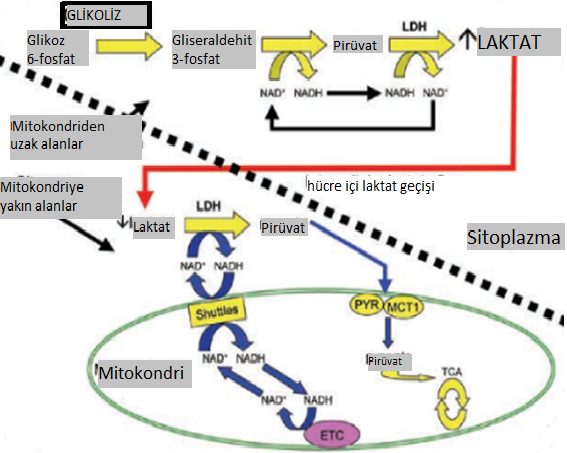 GLİKOLİZ
Glikoz
6-fosfat
Gliseraldehit
3-fosfat
Pirüvat
LDH
LAKTAT
NAD⁺
NADH
NADH
NAD⁺
Mitokondriden
uzak alanlar
Mitokondriye
yakın alanlar
hücre içi laktat geçişi
Laktat
LDH
Pirüvat
Sitoplazma
NAD⁺
NADH
Shuttles
PYR
MCT1
NAD⁺
NADH
Pirüvat
TCA
Mitokondri
NAD⁺
NADH
ETC